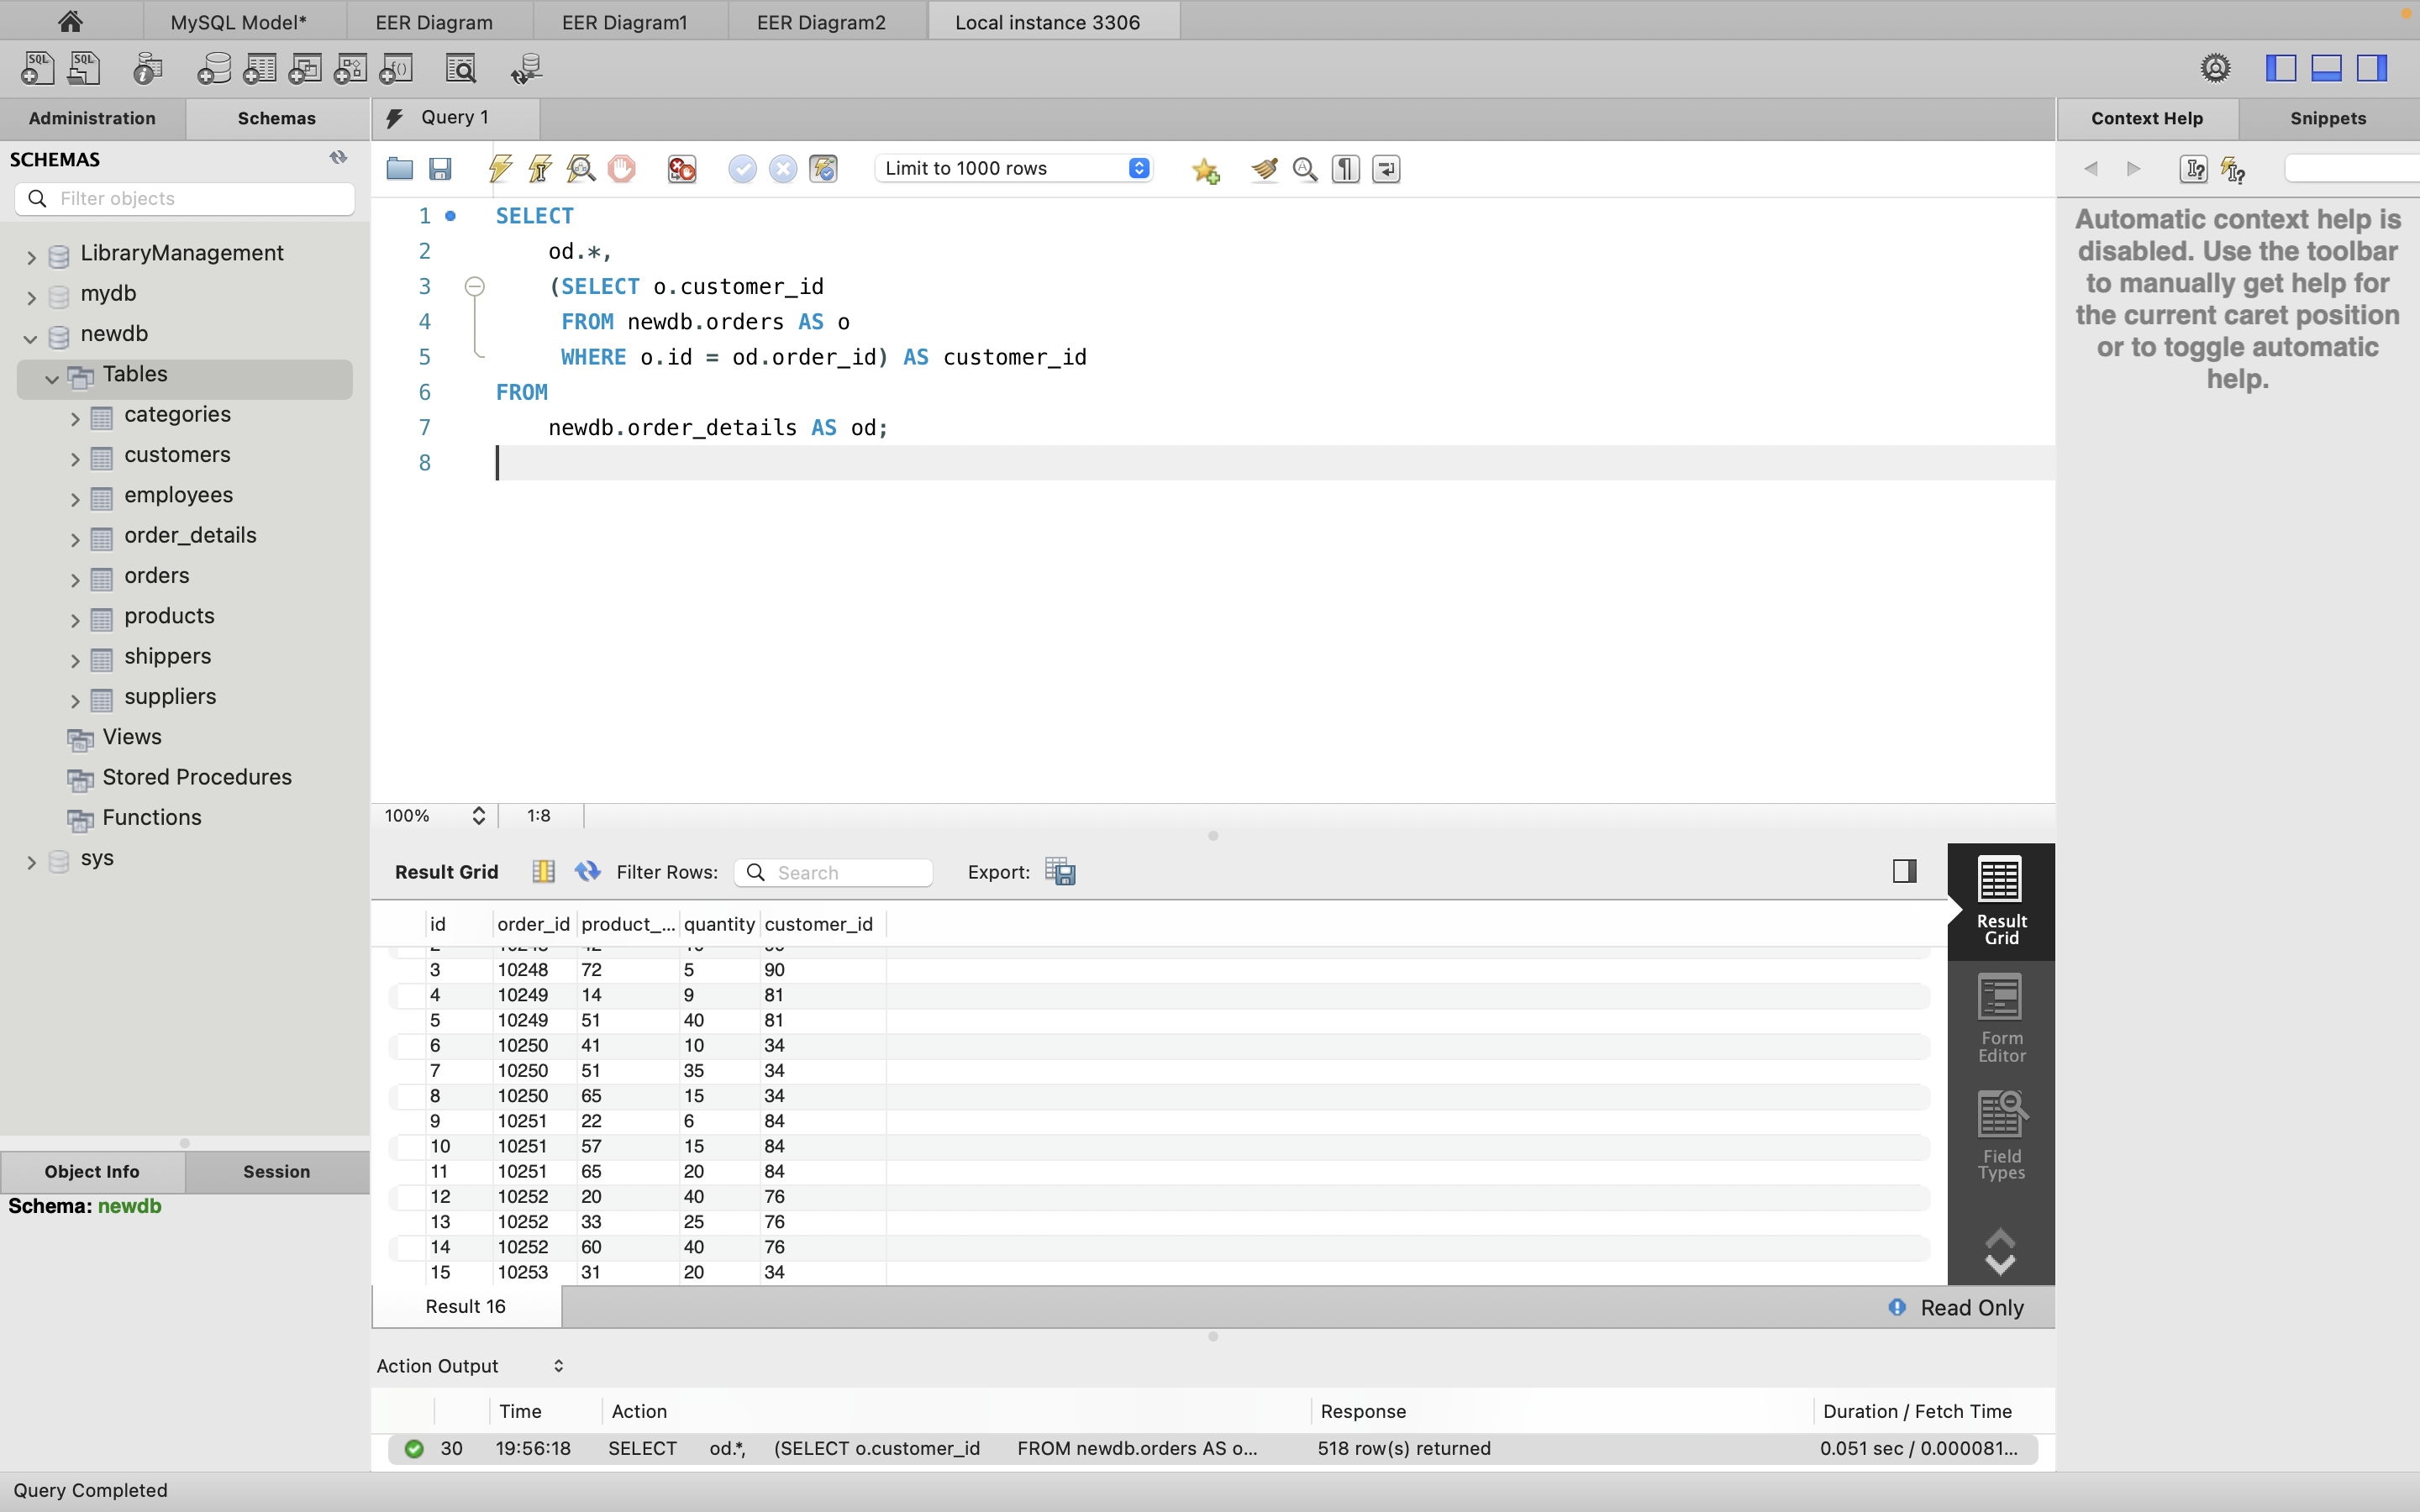 MySQL Model*
EER Diagram
EER Diagram1
EER Diagram2
Local instance 3306
Administration
Schemas
Query 1
Context Help
Snippets
SCHEMAS
Filter objects
LibraryManagement
mydb
newdb
Tables
categories
customers
employees
order_details
orders
products
shippers
suppliers
Views
Stored Procedures
Functions
sys
Object Info
Session
Schema: newdb
Limit to 1000 rows
1 SELECT
2 od.*,
3 (SELECT o.customer_id
4 FROM newdb.orders AS o
5 WHERE o.id = od.order_id) AS customer_id
6 FROM
7 newdb.order_details AS od;
8
Automatic context help is
disabled. Use the toolbar
to manually get help for
the current caret position
or to toggle automatic
help.
100% 1:8
Result Grid Filter Rows: Search Export:
id order_id product_... quantity customer_id
3 10248 72 5 90
4 10249 14 9 81
5 10249 51 40 81
6 10250 41 10 34
7 10250 51 35 34
8 10250 65 15 34
9 10251 22 6 84
10 10251 57 15 84
11 10251 65 20 84
12 10252 20 40 76
13 10252 33 25 76
14 10252 60 40 76
15 10253 31 20 34
Result
Grid
Form
Editor
Field
Types
Result 16
Read Only
Action Output
Time Action Response Duration / Fetch Time
30 19:56:18 SELECT od.*, (SELECT o.customer_id FROM newdb.orders AS o... 518 row(s) returned 0.051 sec / 0.000081...
Query Completed